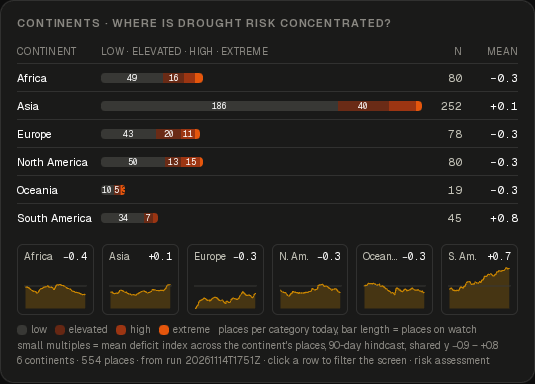 CONTINENTS · WHERE IS DROUGHT RISK CONCENTRATED?
CONTINENT LOW · ELEVATED · HIGH · EXTREME N MEAN
Africa 49 16 80 −0.3
Asia 186 40 252 +0.1
Europe 43 20 11 78 −0.3
North America 50 13 15 80 −0.3
Oceania 10 5 3 19 −0.3
South America 34 7 45 +0.8
Africa −0.4 Asia +0.1 Europe −0.3 N. Am. −0.3 Ocean… −0.3 S. Am. +0.7
low elevated high extreme places per category today, bar length = places on watch
small multiples = mean deficit index across the continent's places, 90-day hindcast, shared y −0.9 – +0.8
6 continents · 554 places · from run 20261114T1751Z · click a row to filter the screen · risk assessment